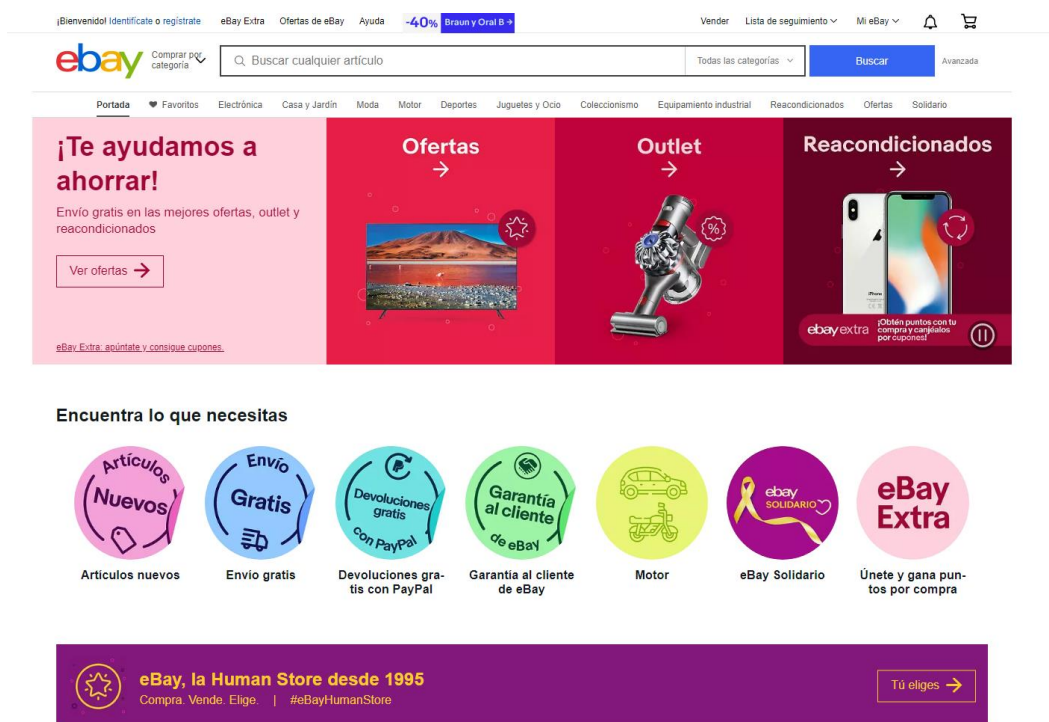 ¡Bienvenido! Identifícate o regístrate eBay Extra Ofertas de eBay Ayuda -40% Braun y Oral B Vender Lista de seguimiento Mi eBay
ebay
Comprar por
categoría
Buscar cualquier artículo
Todas las categorías
Buscar
Avanzada
Portada Favoritos Electrónica Casa y Jardín Moda Motor Deportes Juguetes y Ocio Coleccionismo Equipamiento industrial Reacondicionados Ofertas Solidario
¡Te ayudamos a
ahorrar!
Envío gratis en las mejores ofertas, outlet y
reacondicionados
Ver ofertas
eBay Extra: apúntate y consigue cupones.
Ofertas
Outlet
%
Reacondicionados
iPhone
ebay extra
¡Obtén puntos con tu
compra y canjéalos
por cupones!
Encuentra lo que necesitas
Artículos
Nuevos
Envío
Gratis
Devoluciones
gratis
con PayPal
Garantía
al cliente
de eBay
ebay
SOLIDARIO
eBay
Extra
Artículos nuevos
Envío gratis
Devoluciones gra-
tis con PayPal
Garantía al cliente
de eBay
Motor
eBay Solidario
Únete y gana pun-
tos por compra
eBay, la Human Store desde 1995
Compra. Vende. Elige. | #eBayHumanStore
Tú eliges